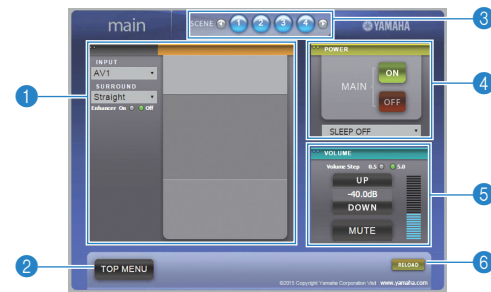 main
SCENE 1 2 3 4
YAMAHA
3
1
INPUT
AV1
SURROUND
Straight
Enhancer On Off
POWER
MAIN
ON
OFF
SLEEP OFF
4
VOLUME
Volume Step 0.5 5.0
UP
-40.0dB
DOWN
MUTE
5
2
TOP MENU
RELOAD
6
©2015 Copyright Yamaha Corporation Visit www.yamaha.com